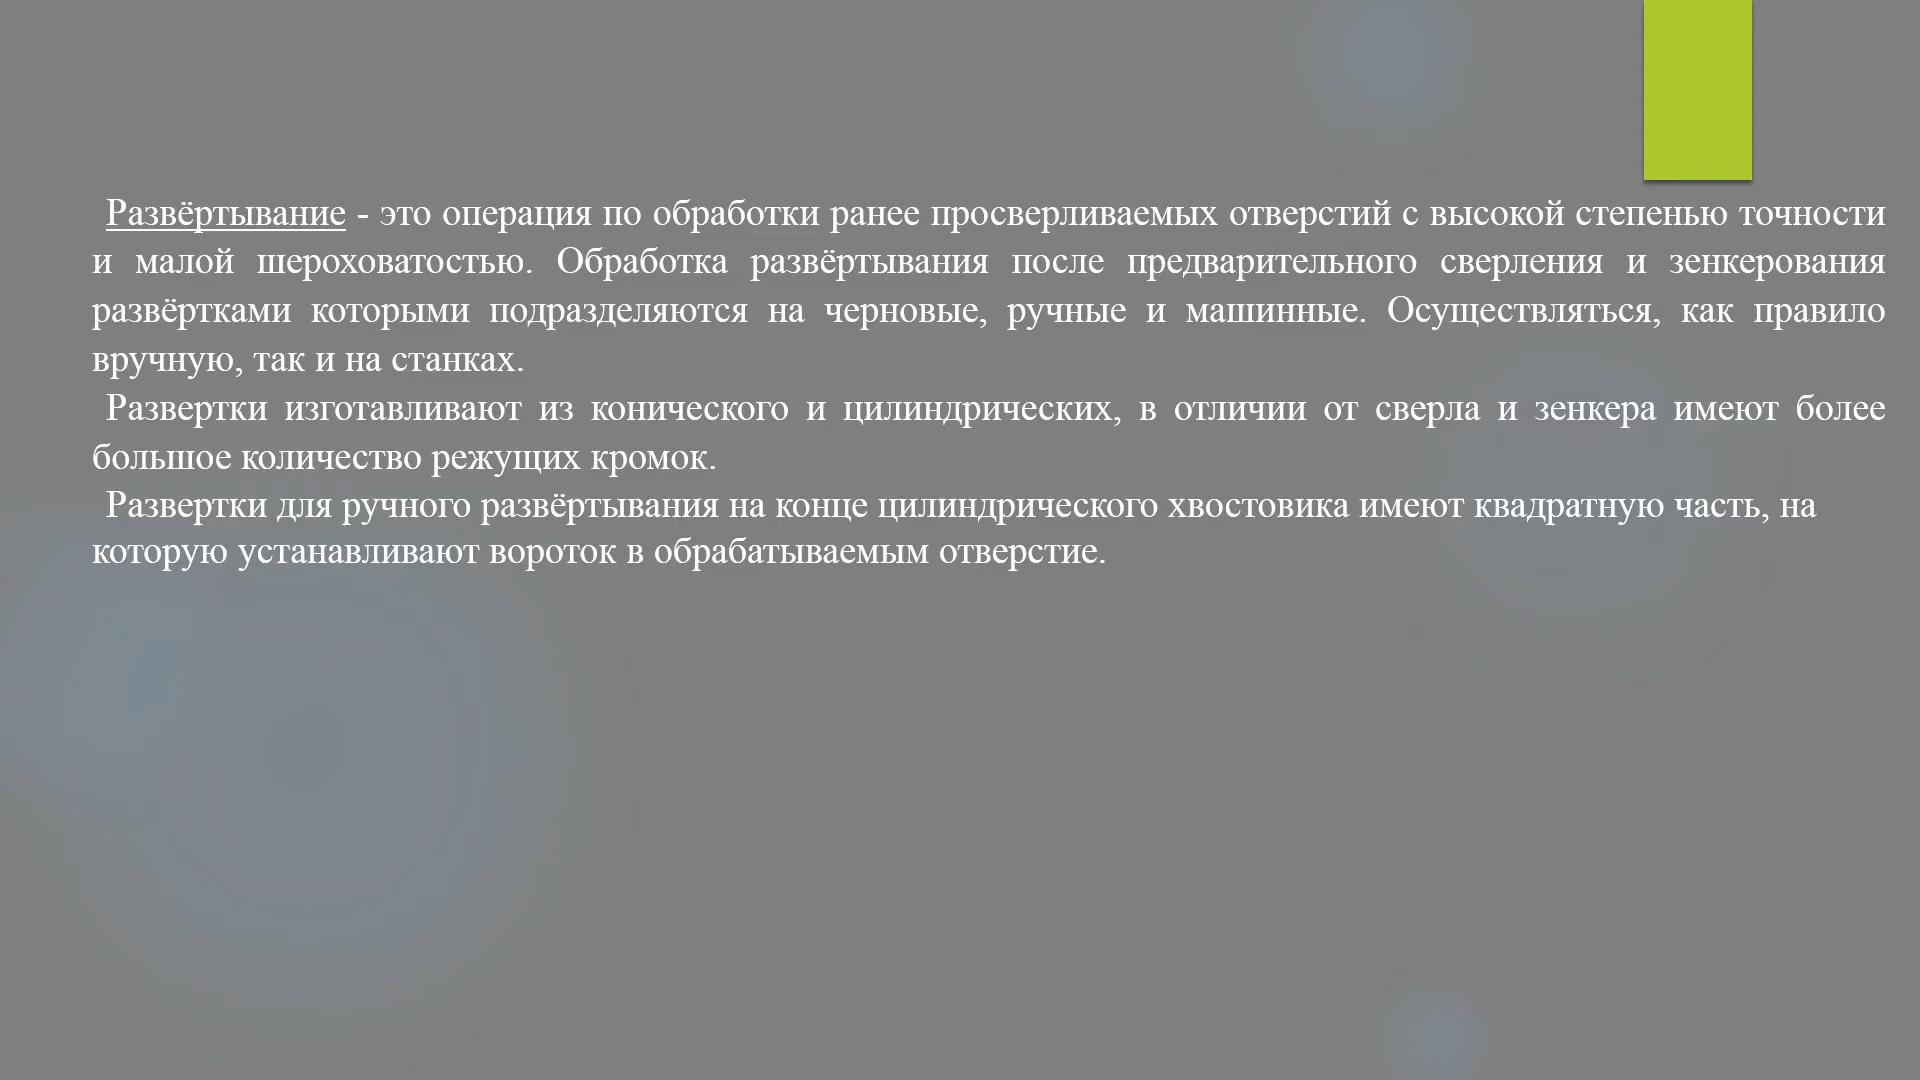 Развёртывание - это операция по обработки ранее просверливаемых отверстий с высокой степенью точности
и малой шероховатостью. Обработка развёртывания после предварительного сверления и зенкерования
развёртками которыми подразделяются на черновые, ручные и машинные. Осуществляться, как правило
вручную, так и на станках.
Развертки изготавливают из конического и цилиндрических, в отличии от сверла и зенкера имеют более
большое количество режущих кромок.
Развертки для ручного развёртывания на конце цилиндрического хвостовика имеют квадратную часть, на
которую устанавливают вороток в обрабатываемым отверстие.